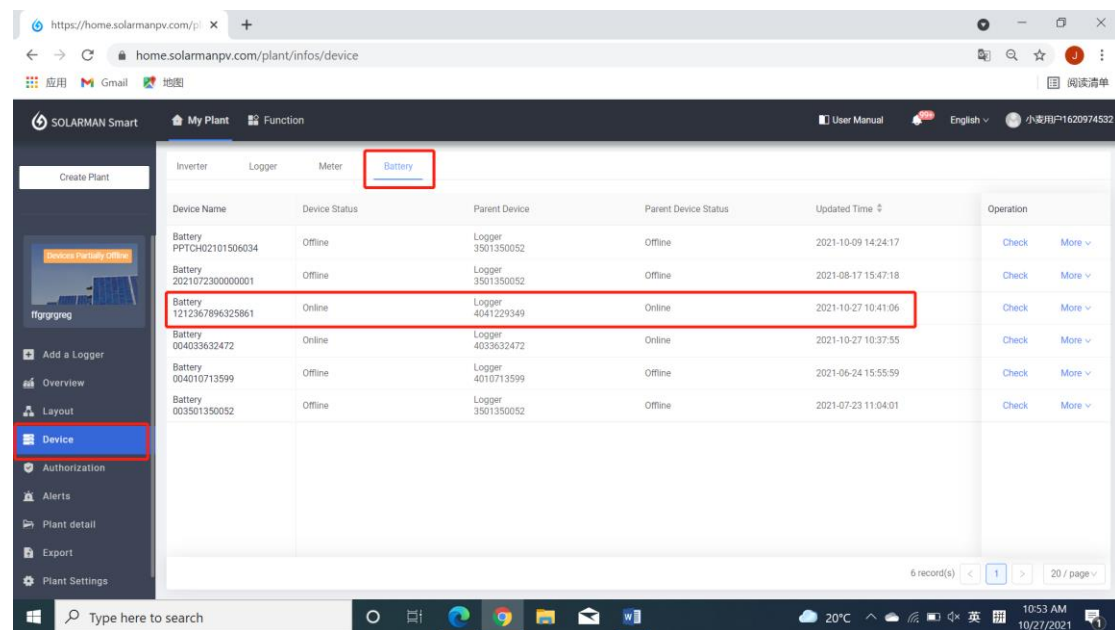 https://home.solarmanpv.com/pl
home.solarmanpv.com/plant/infos/device
J
应用 Gmail 地图 阅读清单
SOLARMAN Smart My Plant Function User Manual 99+ English 小麦用户1620974532
Create Plant
Inverter Logger Meter Battery
Device Name Device Status Parent Device Parent Device Status Updated Time Operation
Battery
PPTCH02101506034 Offline Logger
3501350052 Offline 2021-10-09 14:24:17 Check More
Battery
2021072300000001 Offline Logger
3501350052 Offline 2021-08-17 15:47:18 Check More
Battery
1212367896325861 Online Logger
4041229349 Online 2021-10-27 10:41:06 Check More
Battery
004033632472 Online Logger
4033632472 Online 2021-10-27 10:37:55 Check More
Battery
004010713599 Offline Logger
4010713599 Offline 2021-06-24 15:55:59 Check More
Battery
003501350052 Offline Logger
3501350052 Offline 2021-07-23 11:04:01 Check More
Devices Partially Offline
ffgrgrgreg
Add a Logger
Overview
Layout
Device
Authorization
Alerts
Plant detail
Export
Plant Settings
6 record(s) < 1 > 20 / page
Type here to search
20°C 英 10:53 AM
10/27/2021